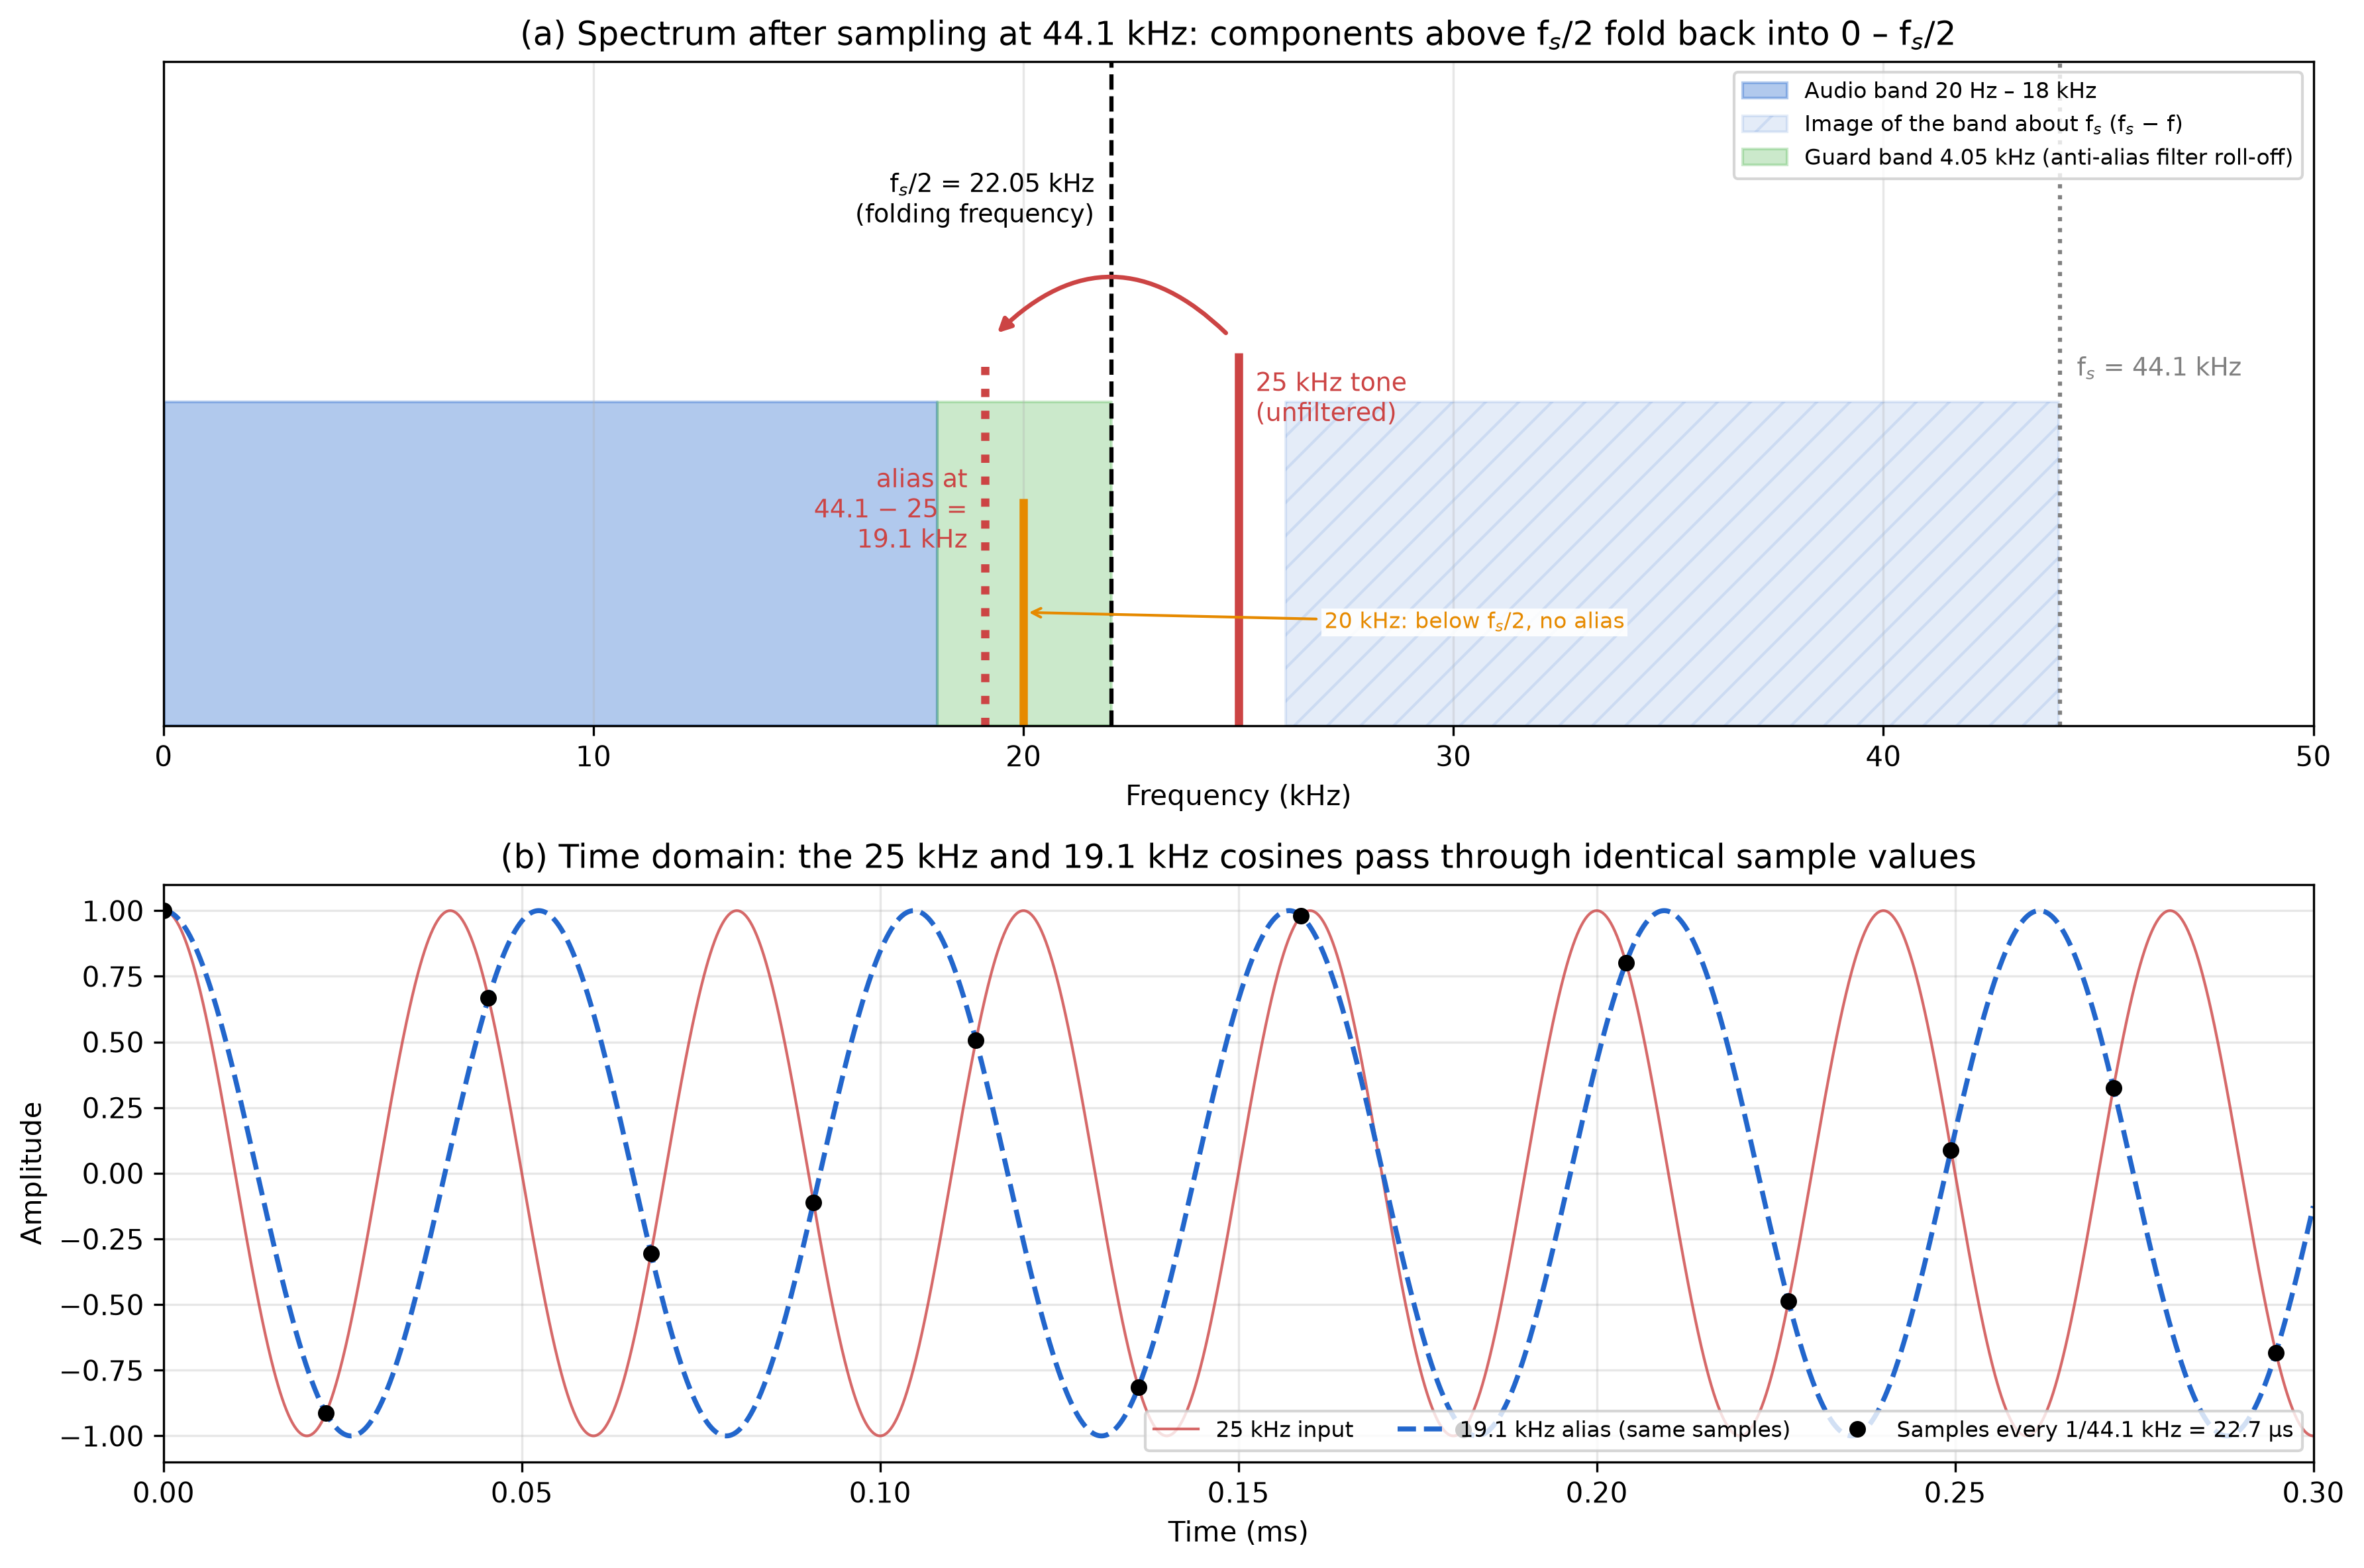 (a) Spectrum after sampling at 44.1 kHz: components above fₛ/2 fold back into 0 – fₛ/2
Audio band 20 Hz – 18 kHz
Image of the band about fₛ (fₛ − f)
Guard band 4.05 kHz (anti-alias filter roll-off)
fₛ/2 = 22.05 kHz
(folding frequency)
25 kHz tone
(unfiltered)
fₛ = 44.1 kHz
alias at
44.1 − 25 =
19.1 kHz
20 kHz: below fₛ/2, no alias
0 10 20 30 40 50
Frequency (kHz)
(b) Time domain: the 25 kHz and 19.1 kHz cosines pass through identical sample values
1.00
0.75
0.50
0.25
0.00
−0.25
−0.50
−0.75
−1.00
Amplitude
25 kHz input
19.1 kHz alias (same samples)
Samples every 1/44.1 kHz = 22.7 µs
0.00 0.05 0.10 0.15 0.20 0.25 0.30
Time (ms)